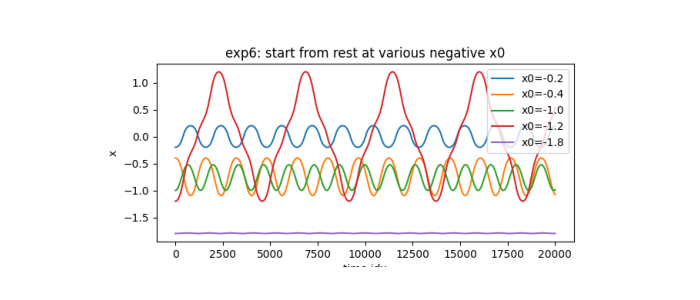 exp6: start from rest at various negative x0
x0=-0.2
x0=-0.4
x0=-1.0
x0=-1.2
x0=-1.8
x
1.0
0.5
0.0
−0.5
−1.0
−1.5
0 2500 5000 7500 10000 12500 15000 17500 20000
time idx